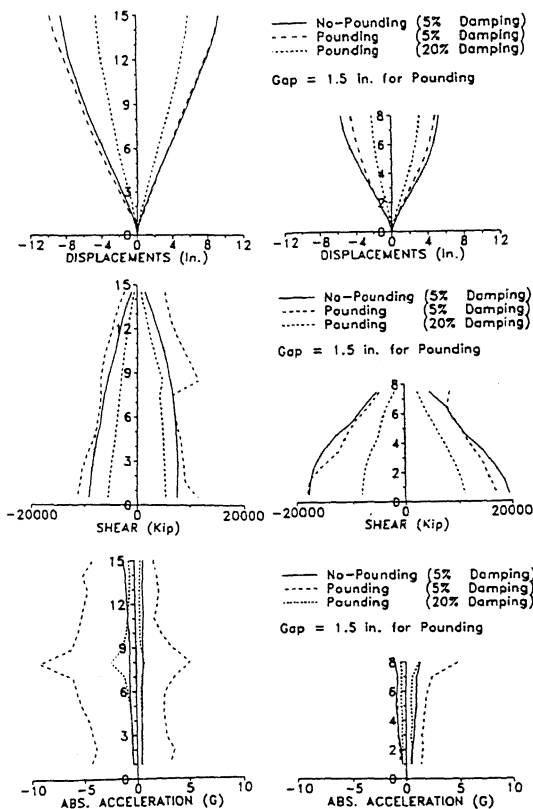 No-Pounding (5% Damping)
Pounding (5% Damping)
Pounding (20% Damping)
Gap = 1.5 in. for Pounding
15
12
9
6
3
0
-12 -8 -4 0 4 8 12
DISPLACEMENTS (In.)
8
6
4
2
0
-12 -4 0 4 12
DISPLACEMENTS (in.)
No-Pounding (5% Damping)
Pounding (5% Damping)
Pounding (20% Damping)
Gap = 1.5 in. for Pounding
15
12
9
6
3
0
-20000 0 20000
SHEAR (Kip)
8
6
4
2
0
-20000 0 20000
SHEAR (Kip)
No-Pounding (5% Damping)
Pounding (5% Damping)
Pounding (20% Damping)
Gap = 1.5 in. for Pounding
15
12
9
6
3
0
-10 -5 0 5 10
ABS. ACCELERATION (G)
8
6
4
2
0
-10 -5 0 5 10
ABS. ACCELERATION (G)